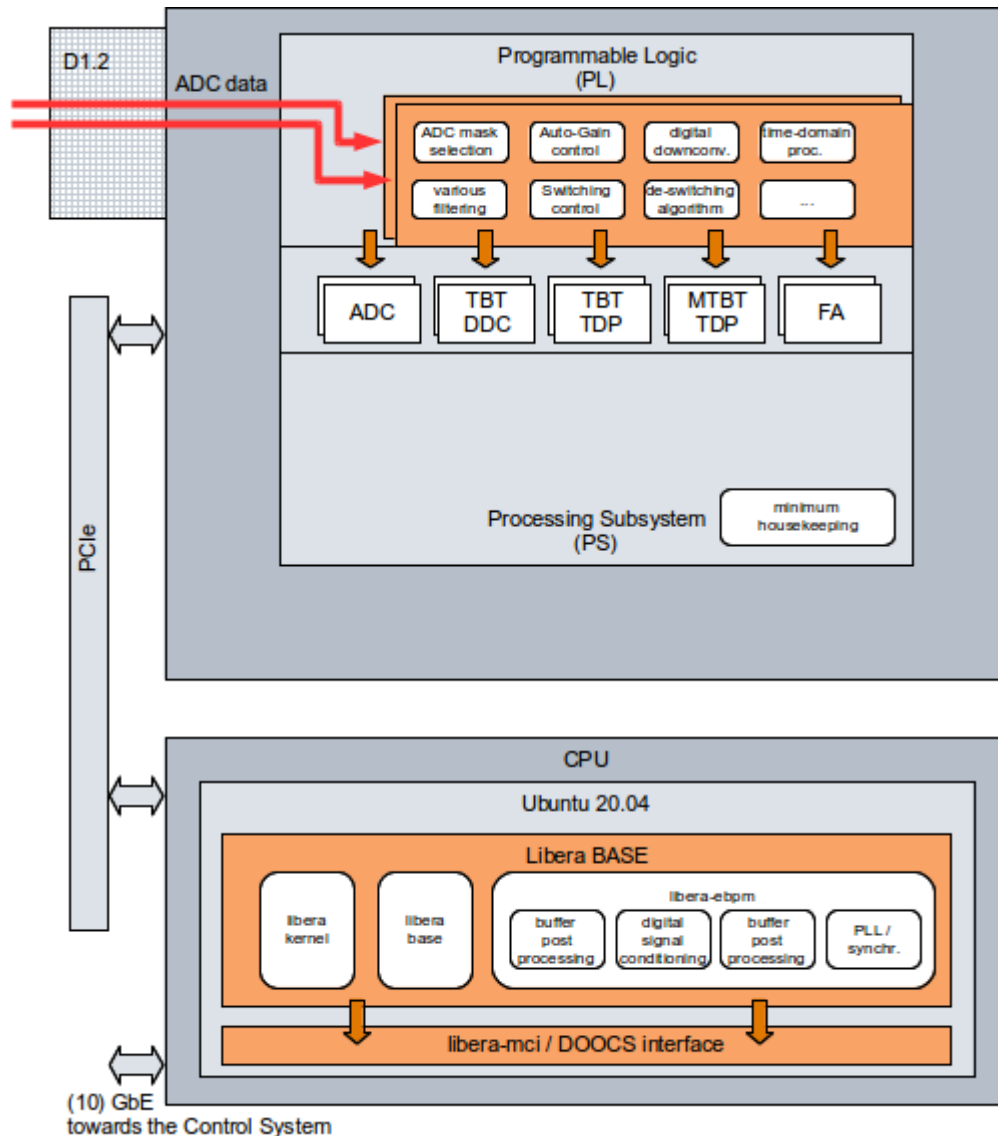 D1.2
ADC data
Programmable Logic
(PL)
ADC mask
selection
Auto-Gain
control
digital
downconv.
time-domain
proc.
various
filtering
Switching
control
de-switching
algorithm
...
ADC
TBT
DDC
TBT
TDP
MTBT
TDP
FA
Processing Subsystem
(PS)
minimum
housekeeping
PCIe
CPU
Ubuntu 20.04
Libera BASE
libera
kernel
libera
base
libera-ebpm
buffer
post
processing
digital
signal
conditioning
buffer
post
processing
PLL /
synchr.
libera-mci / DOOCS interface
(10) GbE
towards the Control System